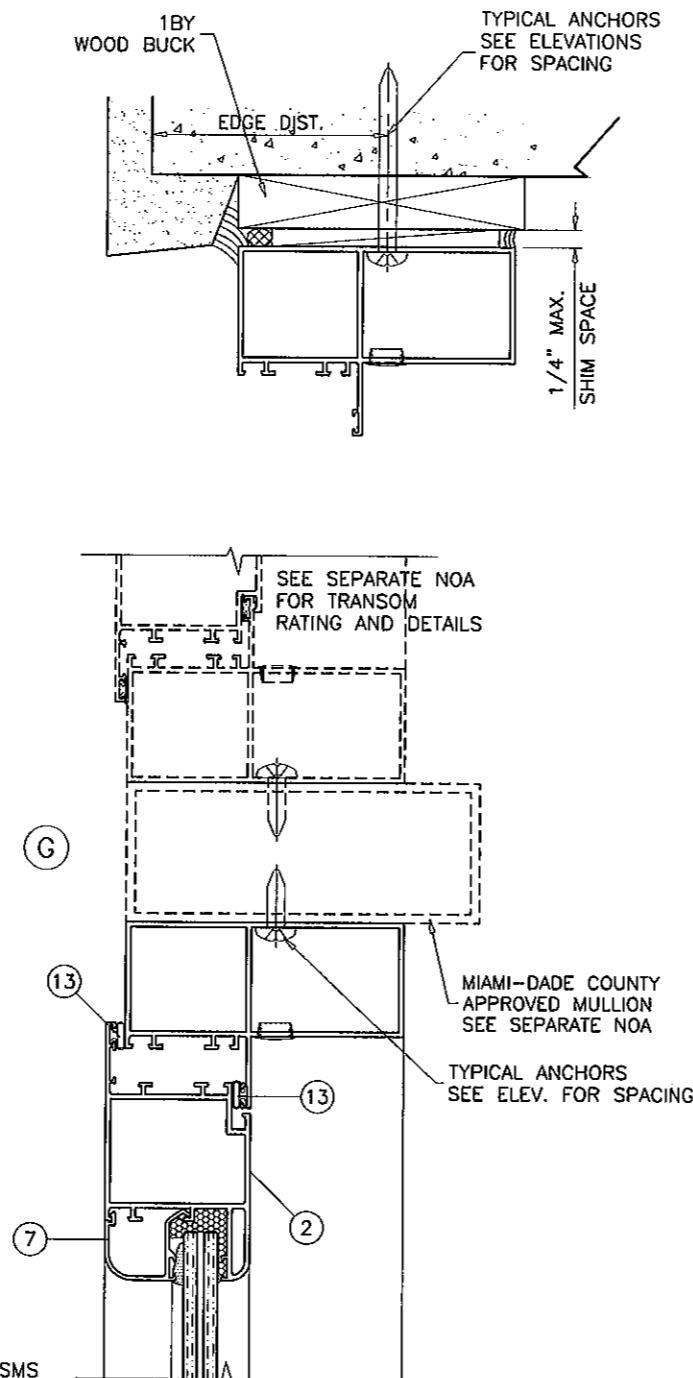 1BY
WOOD BUCK
TYPICAL ANCHORS
SEE ELEVATIONS
FOR SPACING
EDGE DIST.
1/4" MAX.
SHIM SPACE
SEE SEPARATE NOA
FOR TRANSOM
RATING AND DETAILS
G
MIAMI-DADE COUNTY
APPROVED MULLION
SEE SEPARATE NOA
13
TYPICAL ANCHORS
SEE ELEV. FOR SPACING
13
2
7
SMS